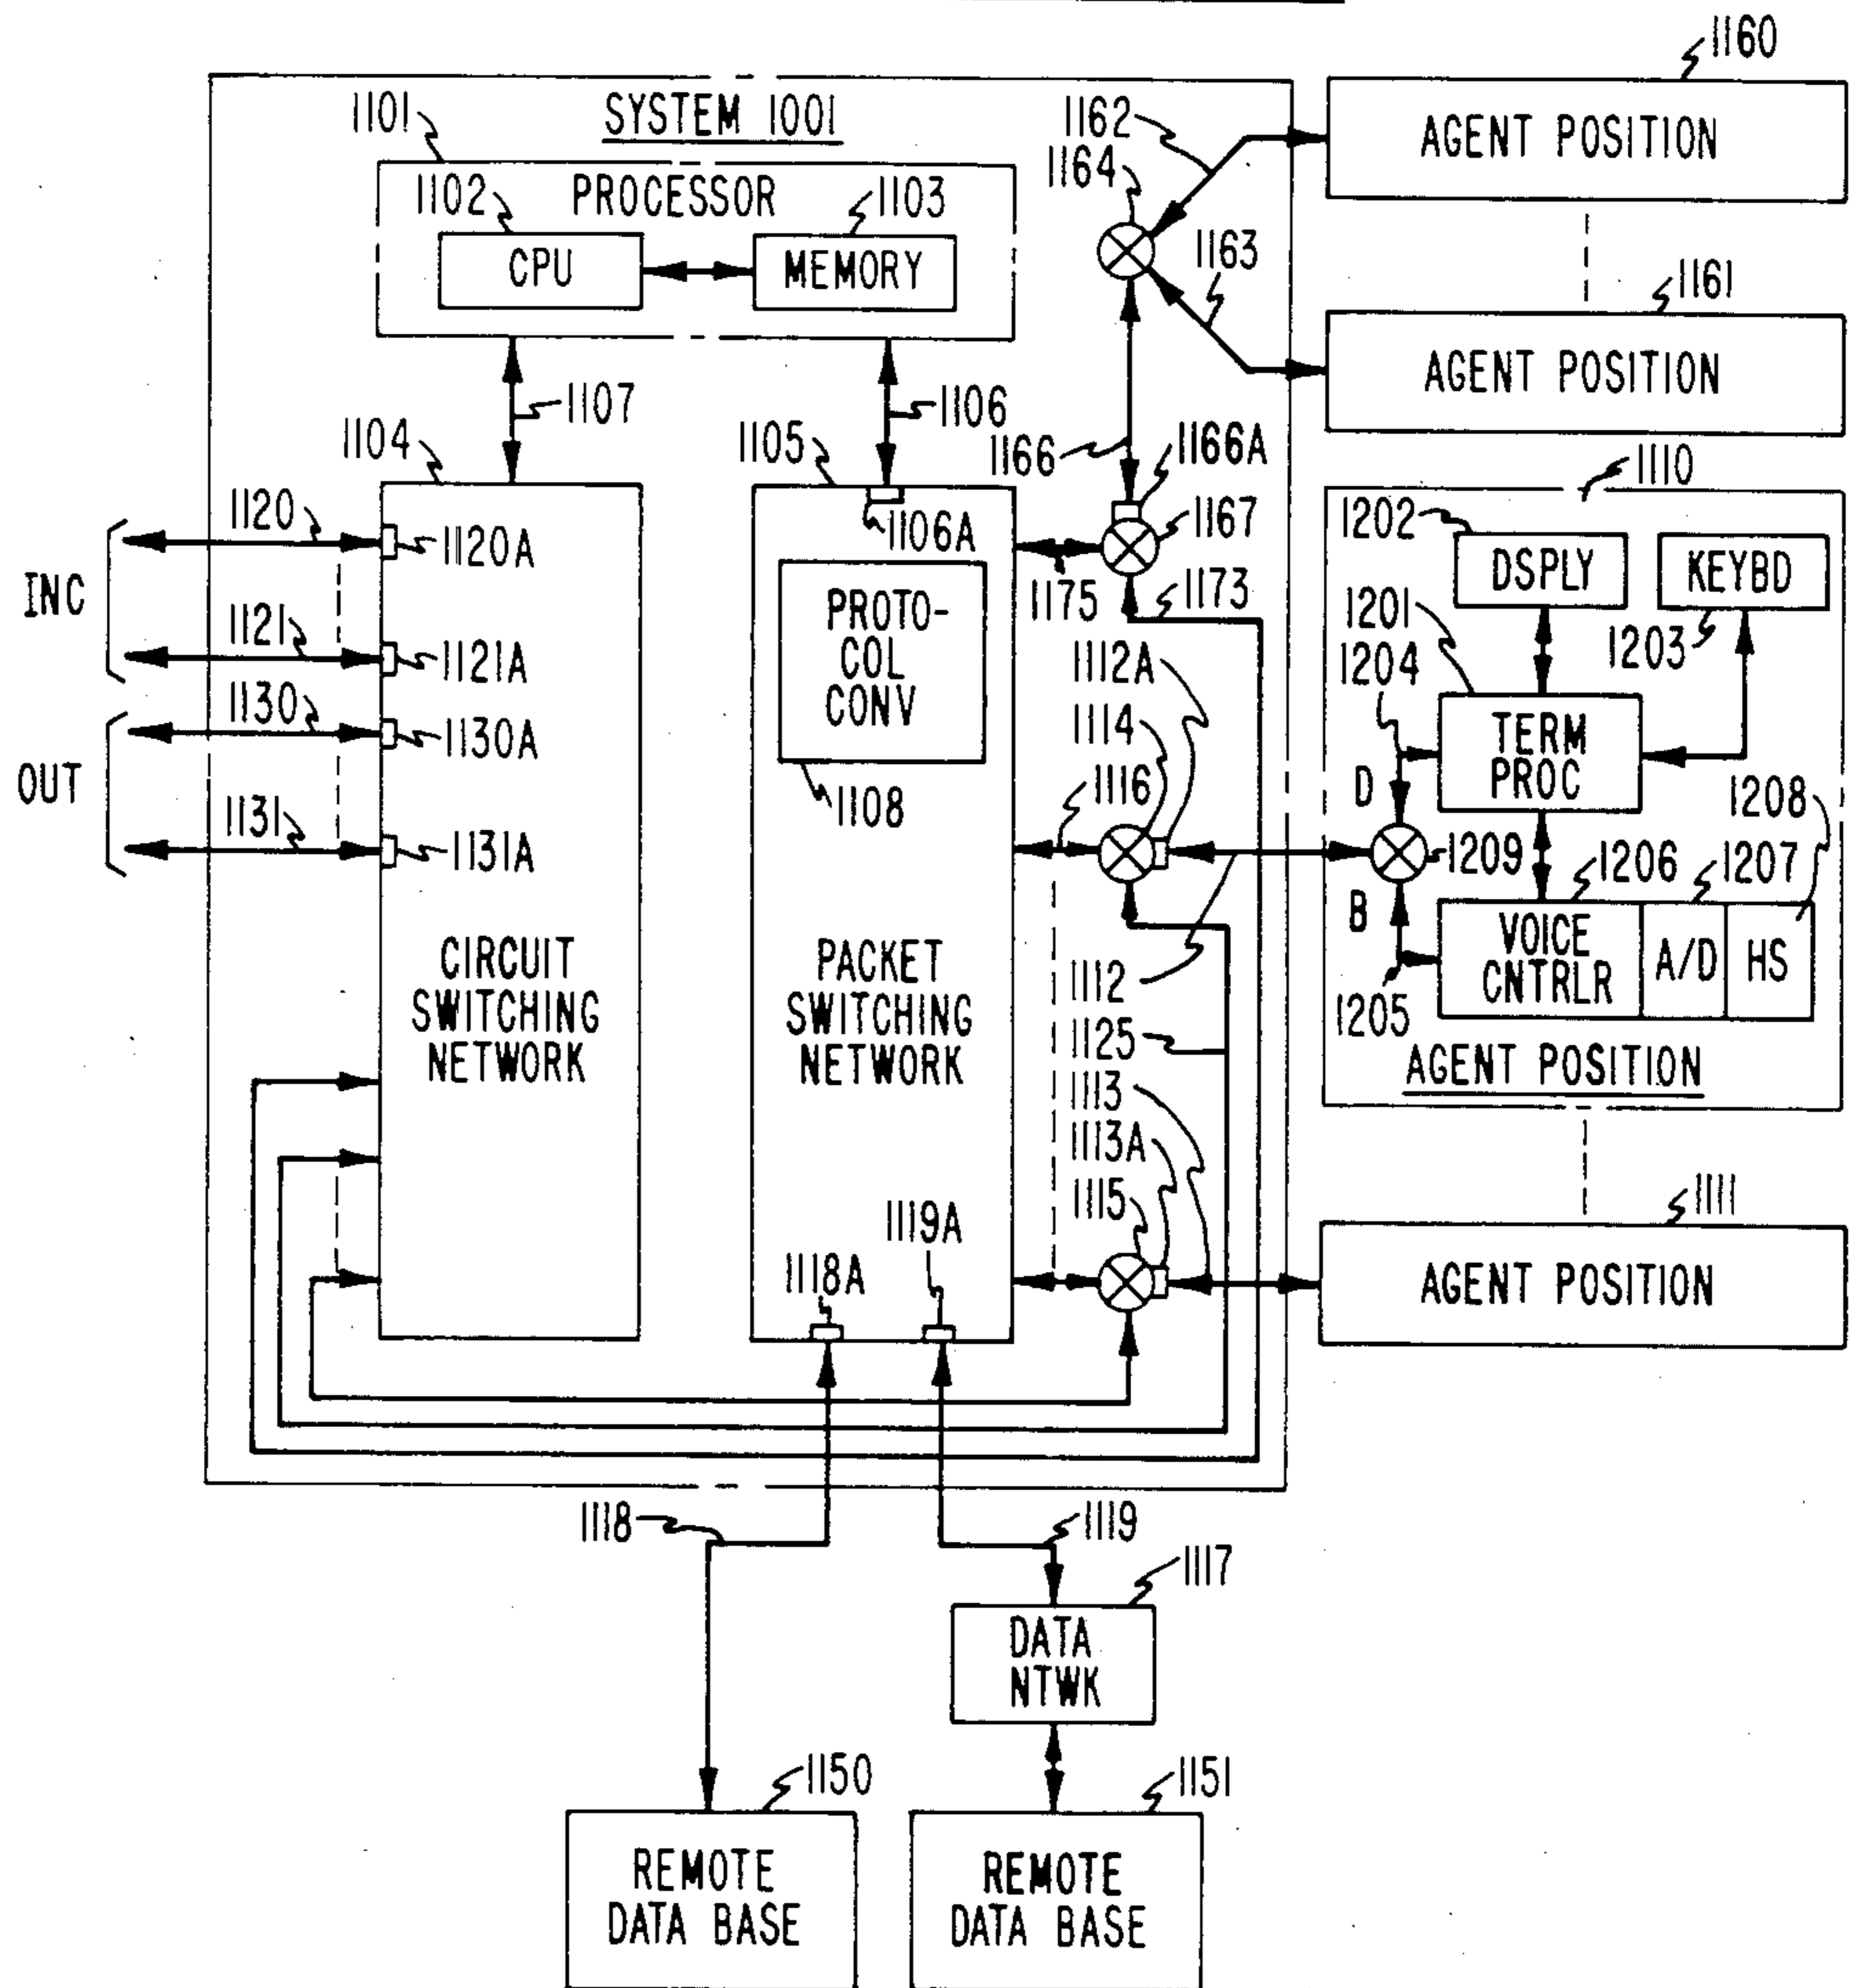 1160
AGENT POSITION
SYSTEM 1001
1101
PROCESSOR
1102
CPU
1103
MEMORY
1162
1164
1163
1161
AGENT POSITION
1107
1106
1104
1105
1166
1166A
1167
1106A
1175
1173
INC
1120
1120A
1121
1121A
OUT
1130
1130A
1131
1131A
PROTO-
COL
CONV
1108
1110
1202
DSPLY
KEYBD
1203
1201
1204
TERM
PROC
D
B
1209
1208
1206
1207
1205
VOICE
CNTRLR
A/D
HS
AGENT POSITION
1112A
1114
1116
1112
1125
1113
1113A
1115
CIRCUIT
SWITCHING
NETWORK
PACKET
SWITCHING
NETWORK
1118A
1119A
1111
AGENT POSITION
1118
1119
1117
DATA
NTWK
1150
REMOTE
DATA BASE
1151
REMOTE
DATA BASE